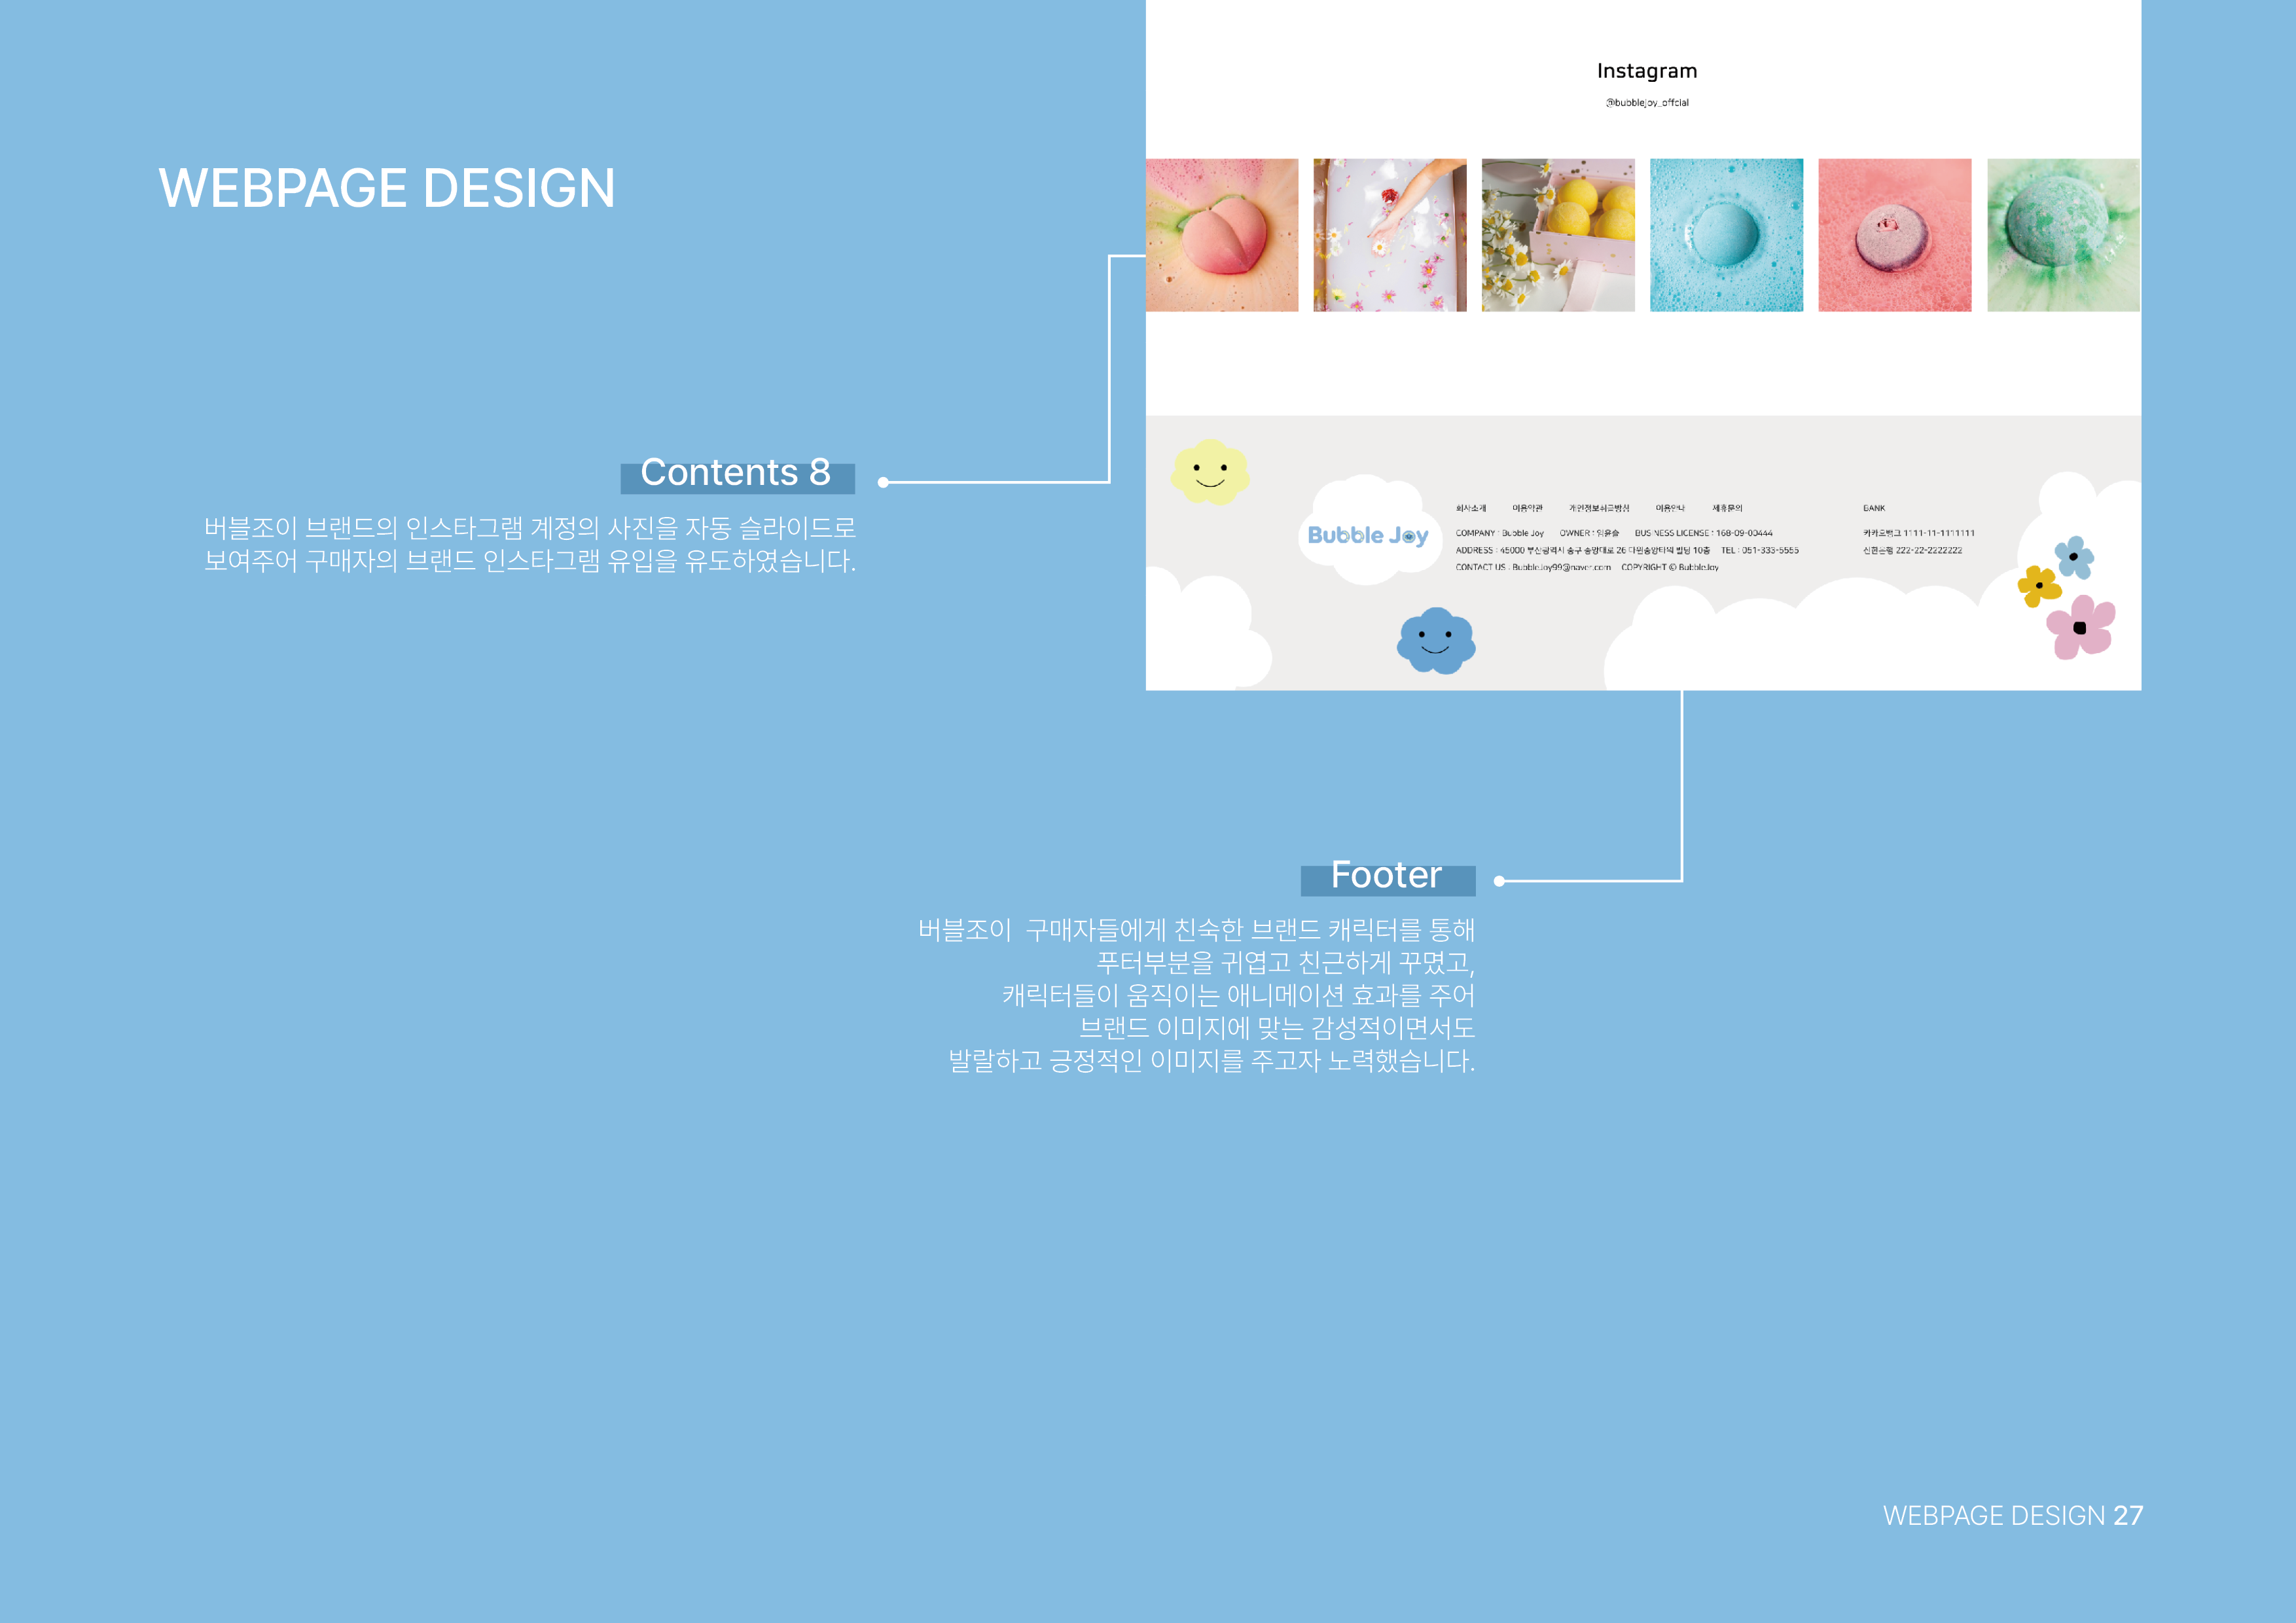 WEBPAGE DESIGN
Instagram
@bubblejoy_offcial
Contents 8
버블조이 브랜드의 인스타그램 계정의 사진을 자동 슬라이드로
보여주어 구매자의 브랜드 인스타그램 유입을 유도하였습니다.
Bubble Joy
회사소개 이용약관 개인정보취급방침 이용안내 제휴문의
COMPANY : Bubble Joy OWNER : 임윤슬 BUSINESS LICENSE : 168-09-00444
ADDRESS : 45000 부산광역시 중구 중앙대로 26 빌딩 10층 TEL : 051-333-5555
CONTACT US : BubbleJoy99@naver.com COPYRIGHT © BubbleJoy
BANK
카카오뱅크 1111-11-1111111
신한은행 222-22-2222222
Footer
버블조이 구매자들에게 친숙한 브랜드 캐릭터를 통해
푸터부분을 귀엽고 친근하게 꾸몄고,
캐릭터들이 움직이는 애니메이션 효과를 주어
브랜드 이미지에 맞는 감성적이면서도
발랄하고 긍정적인 이미지를 주고자 노력했습니다.
WEBPAGE DESIGN 27